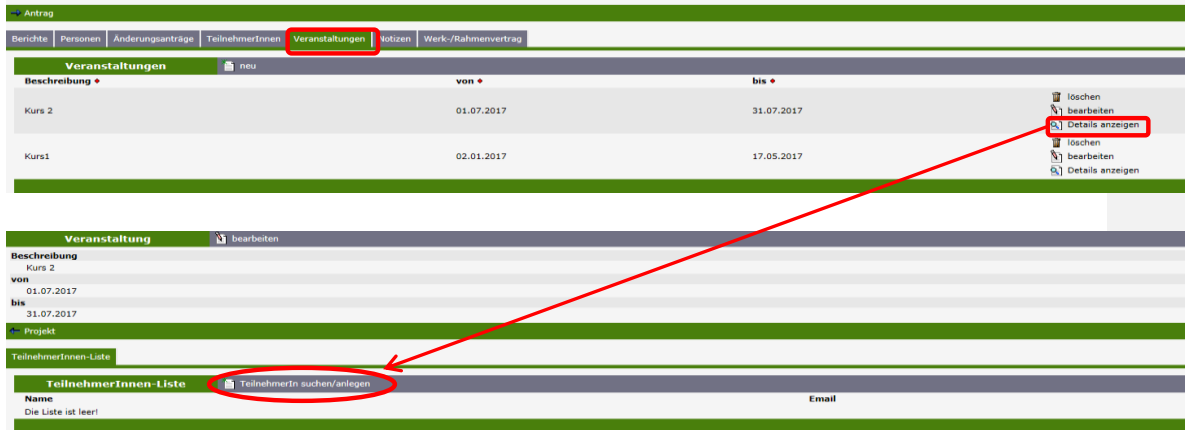 Antrag
Berichte Personen Änderungsanträge TeilnehmerInnen Veranstaltungen Notizen Werk-/Rahmenvertrag
Veranstaltungen neu
Beschreibung von bis
löschen
Kurs 2 01.07.2017 31.07.2017 bearbeiten
Details anzeigen
löschen
Kurs1 02.01.2017 17.05.2017 bearbeiten
Details anzeigen
Veranstaltung bearbeiten
Beschreibung
Kurs 2
von
01.07.2017
bis
31.07.2017
Projekt
TeilnehmerInnen-Liste
TeilnehmerInnen-Liste TeilnehmerIn suchen/anlegen
Name Email
Die Liste ist leer!